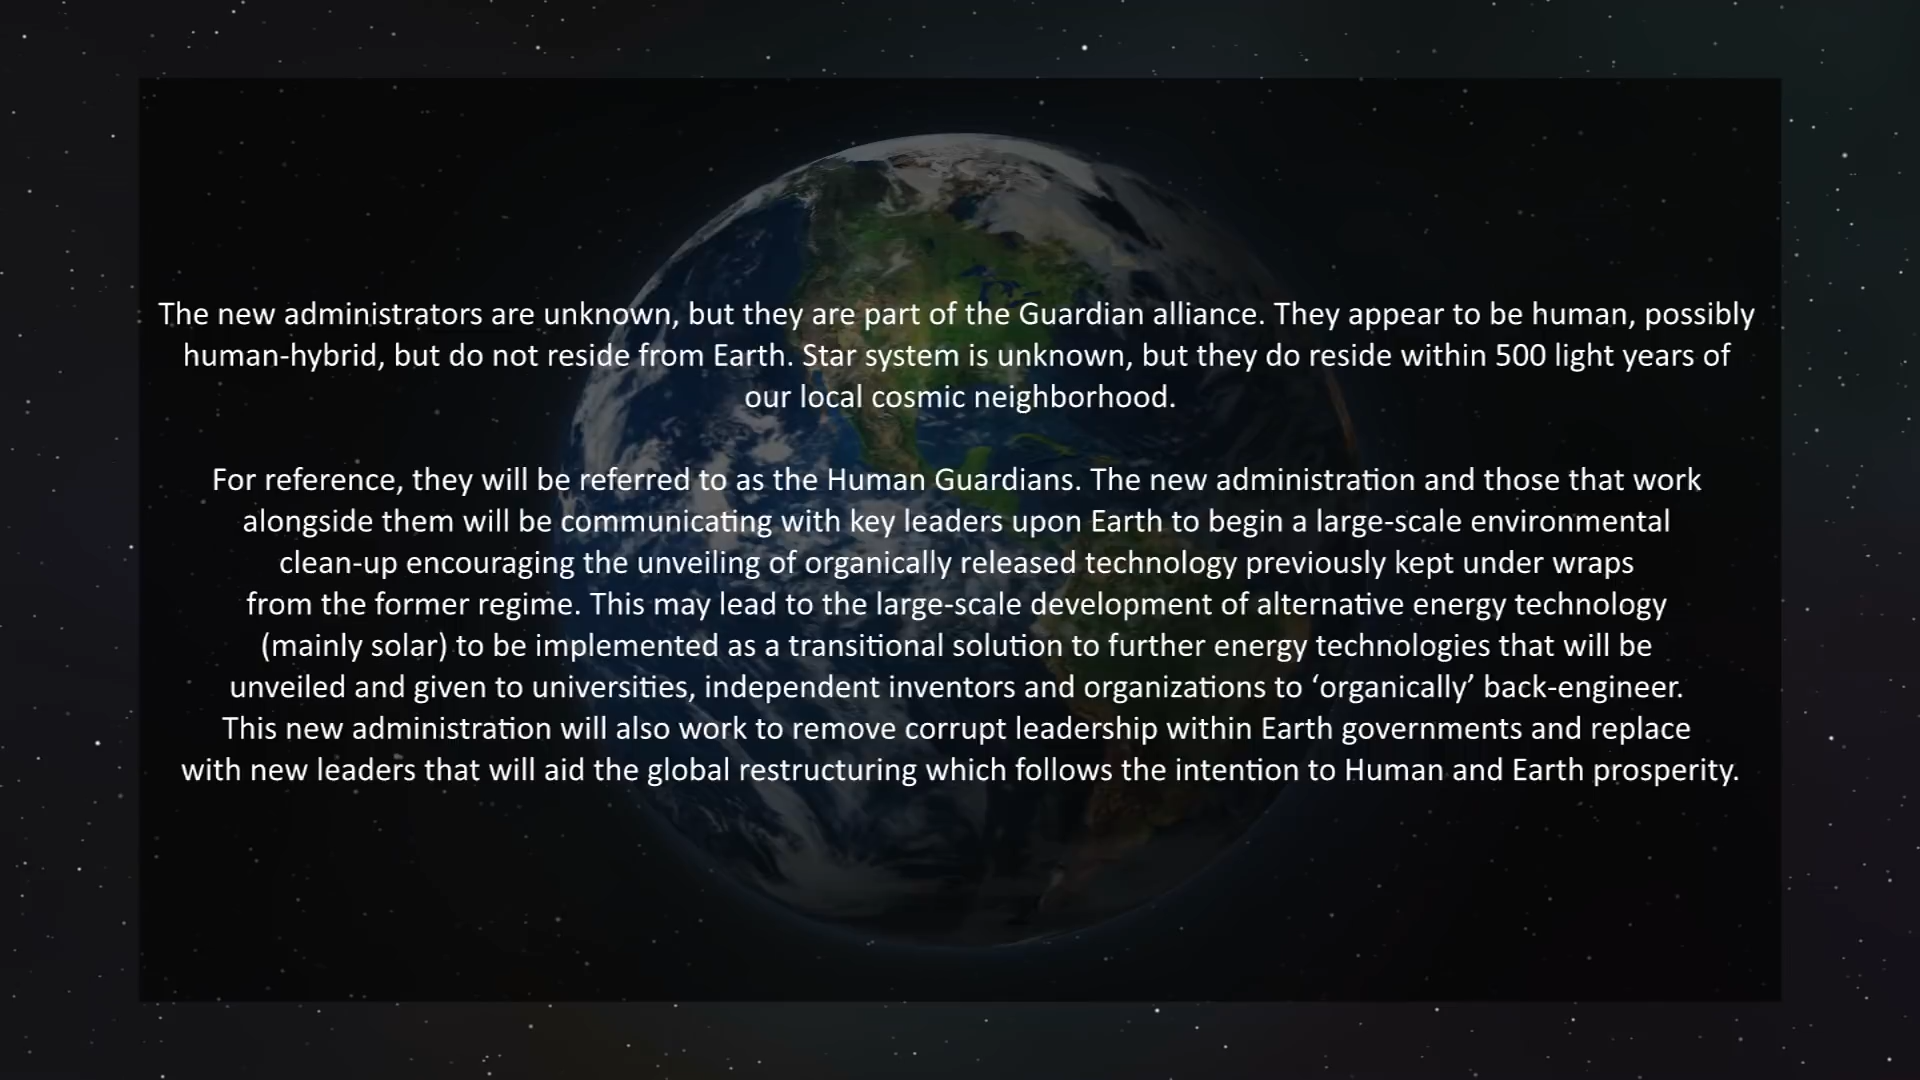 The new administrators are unknown, but they are part of the Guardian alliance. They appear to be human, possibly
human-hybrid, but do not reside from Earth. Star system is unknown, but they do reside within 500 light years of
our local cosmic neighborhood.
For reference, they will be referred to as the Human Guardians. The new administration and those that work
alongside them will be communicating with key leaders upon Earth to begin a large-scale environmental
clean-up encouraging the unveiling of organically released technology previously kept under wraps
from the former regime. This may lead to the large-scale development of alternative energy technology
(mainly solar) to be implemented as a transitional solution to further energy technologies that will be
unveiled and given to universities, independent inventors and organizations to ‘organically’ back-engineer.
This new administration will also work to remove corrupt leadership within Earth governments and replace
with new leaders that will aid the global restructuring which follows the intention to Human and Earth prosperity.